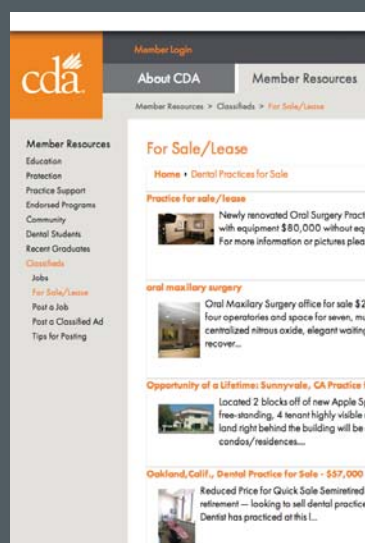 cda.
Member Login
About CDA
Member Resources
Member Resources > Classifieds > For Sale/Lease
Member Resources
Education
Protection
Practice Support
Endorsed Programs
Community
Dental Students
Recent Graduates
Classifieds
Jobs
For Sale/Lease
Post a Job
Post a Classified Ad
Tips for Posting
For Sale/Lease
Home • Dental Practices for Sale
Practice for sale/lease
Newly renovated Oral Surgery Pract
with equipment $80,000 without eq
For more information or pictures plea
oral maxillary surgery
Oral Maxilary Surgery office for sale $2
four operatories and space for seven, mu
centralized nitrous oxide, elegant waiting
recover...
Opportunity of a Lifetime: Sunnyvale, CA Practice
Located 2 blocks off of new Apple Sp
free-standing, 4 tenant highly visible
land right behind the building will be
condos/residences....
Oakland, Calif., Dental Practice for Sale - $57,000
Reduced Price for Quick Sale Semiretired
retirement — looking to sell dental practice
Dentist has practiced at this l...